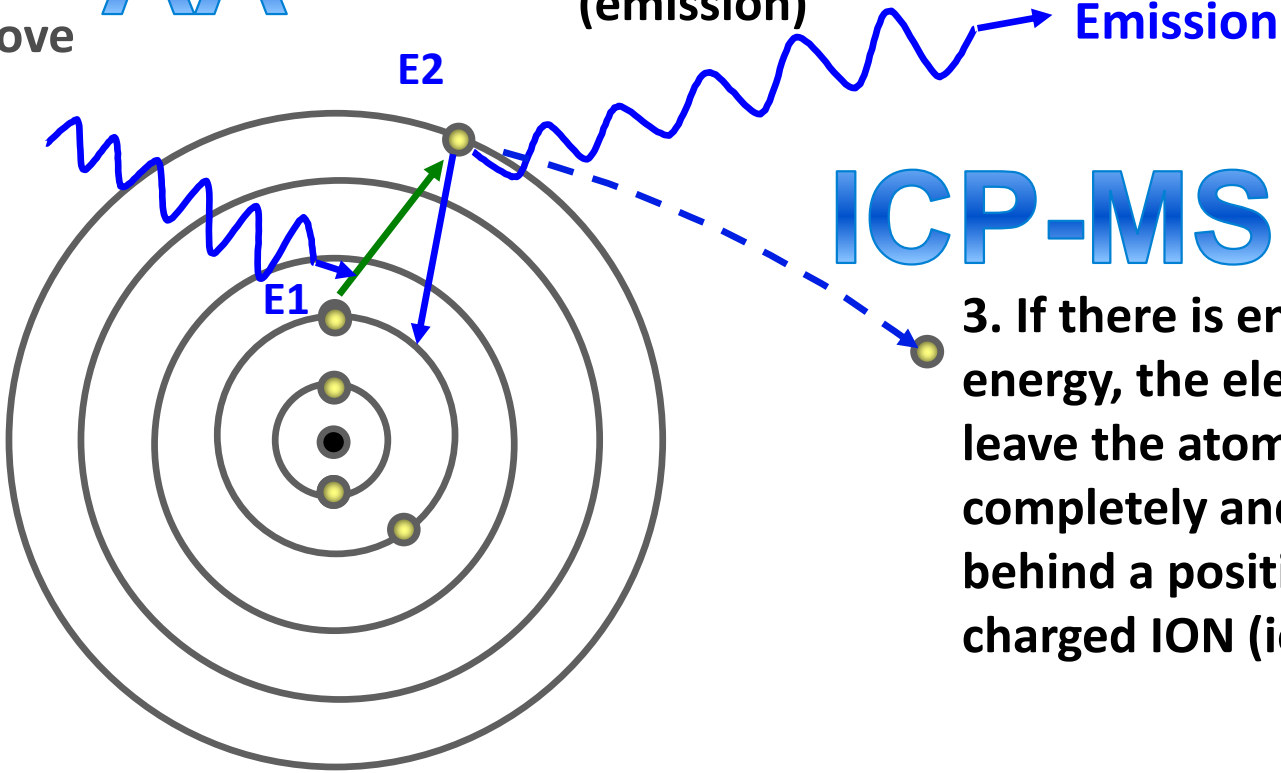 AA
(emission)
Emission
ove
E2
ICP-MS
E1
3. If there is en
energy, the ele
leave the atom
completely and
behind a positi
charged ION (i